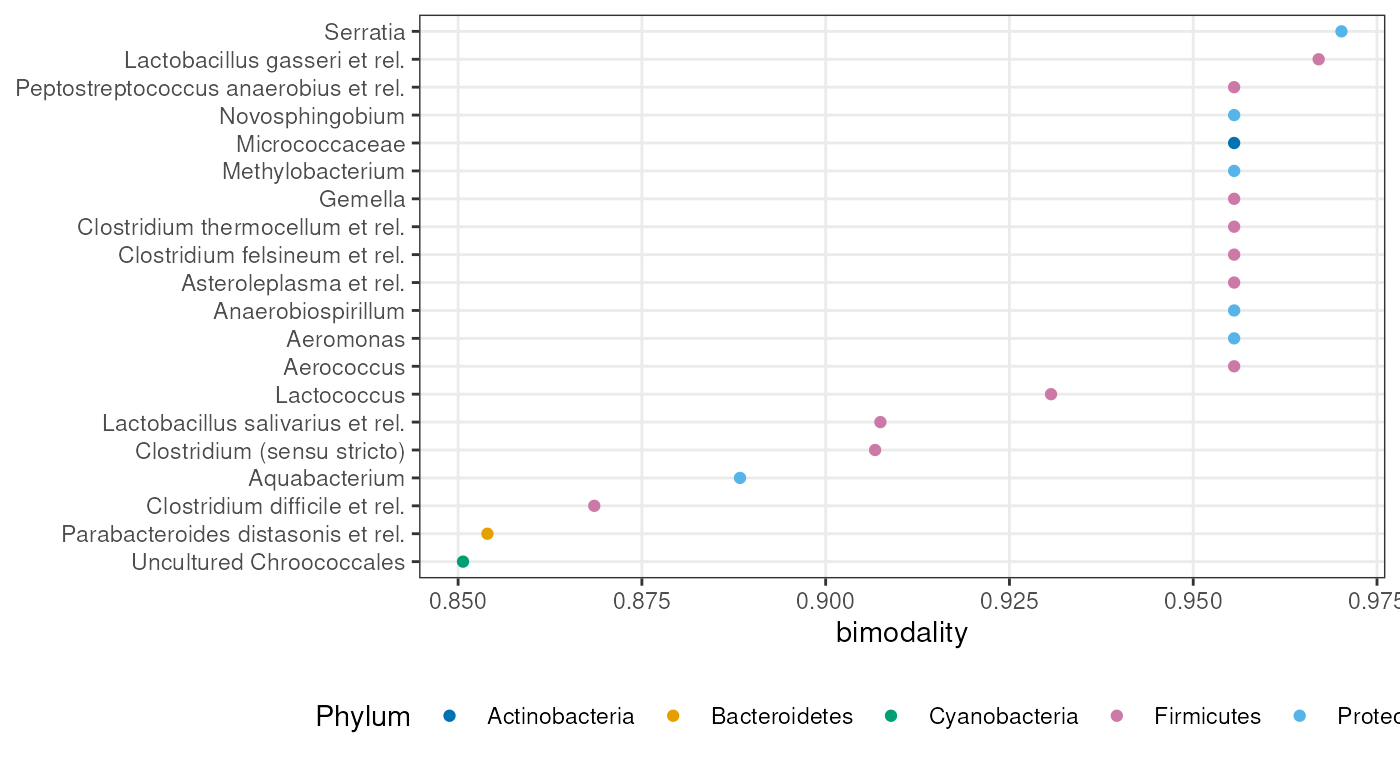 Serratia
Lactobacillus gasseri et rel.
Peptostreptococcus anaerobius et rel.
Novosphingobium
Micrococcaceae
Methylobacterium
Gemella
Clostridium thermocellum et rel.
Clostridium felsineum et rel.
Asteroleplasma et rel.
Anaerobiospirillum
Aeromonas
Aerococcus
Lactococcus
Lactobacillus salivarius et rel.
Clostridium (sensu stricto)
Aquabacterium
Clostridium difficile et rel.
Parabacteroides distasonis et rel.
Uncultured Chroococcales
0.850 0.875 0.900 0.925 0.950 0.975
bimodality
Phylum Actinobacteria Bacteroidetes Cyanobacteria Firmicutes Proteo